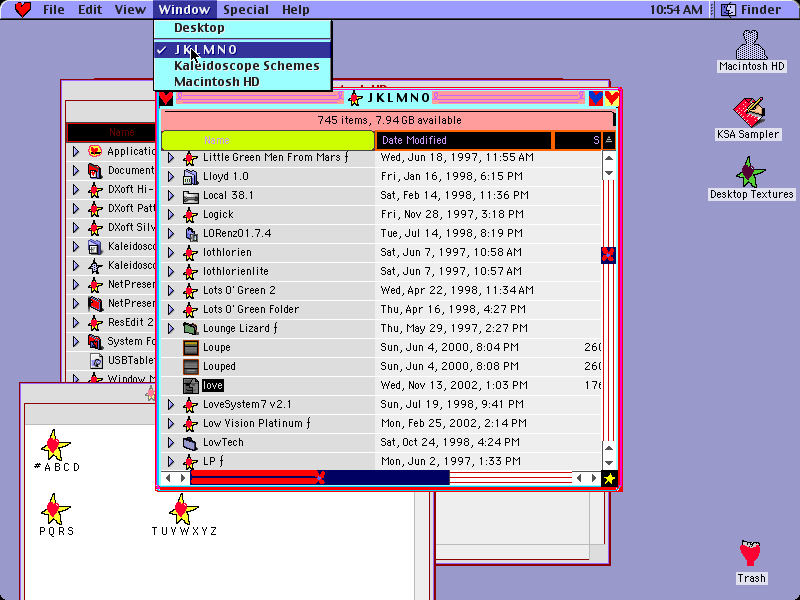 File Edit View Window Special Help 10:54 AM Finder
Desktop
✓ J K L M N O
Kaleidoscope Schemes
Macintosh HD
Macintosh HD
KSA Sampler
Desktop Textures
Trash
J K L M N O
745 items, 7.94 GB available
Name Date Modified S
Little Green Men From Mars ƒ Wed, Jun 18, 1997, 11:55 AM
Lloyd 1.0 Fri, Jan 16, 1998, 6:15 PM
Local 38.1 Sat, Feb 14, 1998, 11:36 PM
Logick Fri, Nov 28, 1997, 3:18 PM
LORenz01.7.4 Tue, Jul 14, 1998, 8:19 PM
lothlorien Sat, Jun 7, 1997, 10:58 AM
lothlorienlite Sat, Jun 7, 1997, 10:57 AM
Lots O' Green 2 Wed, Apr 22, 1998, 11:34 AM
Lots O' Green Folder Thu, Apr 16, 1998, 4:27 PM
Lounge Lizard ƒ Thu, May 29, 1997, 2:27 PM
Loupe Sun, Jun 4, 2000, 8:04 PM 260
Louped Sun, Jun 4, 2000, 8:08 PM 260
love Wed, Nov 13, 2002, 1:03 PM 176
LoveSystem7 v2.1 Sun, Jul 19, 1998, 9:41 PM
Low Vision Platinum ƒ Mon, Feb 25, 2002, 2:14 PM
LowTech Sat, Oct 24, 1998, 4:24 PM
LP ƒ Mon, Jun 2, 1997, 1:33 PM
Name
Applicatio
Document
DXoft Hi-
DXoft Patt
DXoft Silv
Kaleidosco
Kaleidosco
NetPresen
NetPresen
ResEdit 2
System Fo
USBTablet
Window M
#ABCD
PQRS
TUYWXYZ